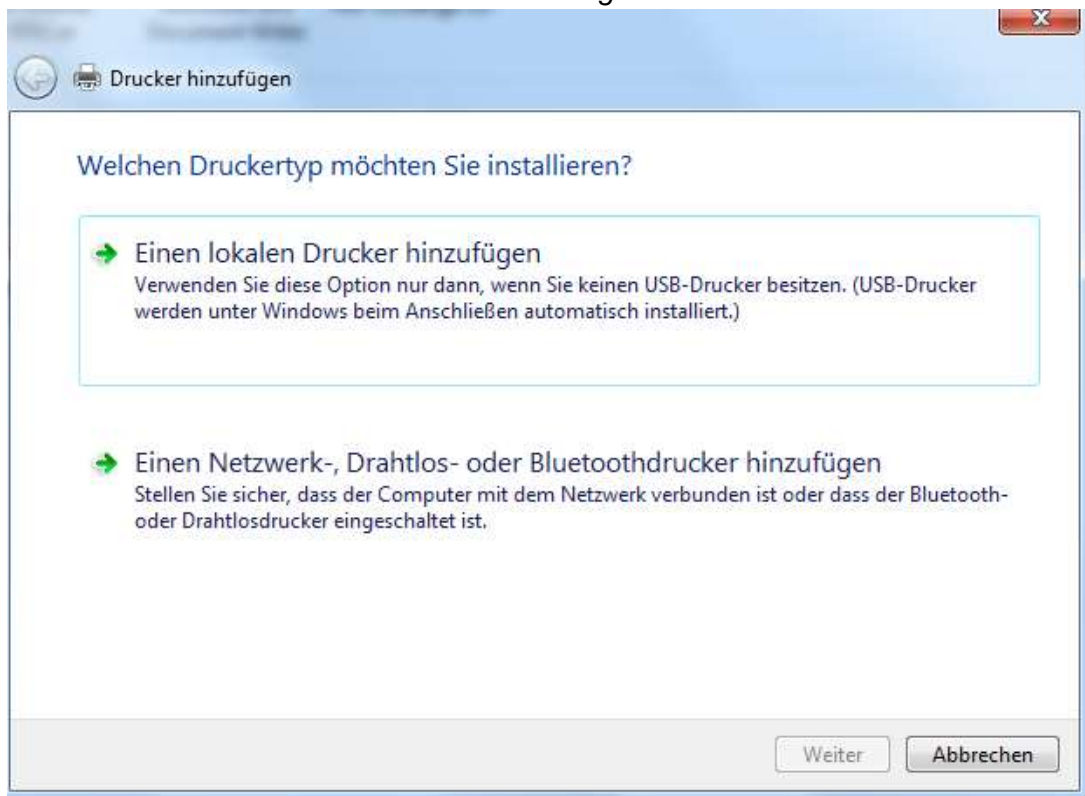 Drucker hinzufügen
Welchen Druckertyp möchten Sie installieren?
Einen lokalen Drucker hinzufügen
Verwenden Sie diese Option nur dann, wenn Sie keinen USB-Drucker besitzen. (USB-Drucker
werden unter Windows beim Anschließen automatisch installiert.)
Einen Netzwerk-, Drahtlos- oder Bluetoothdrucker hinzufügen
Stellen Sie sicher, dass der Computer mit dem Netzwerk verbunden ist oder dass der Bluetooth-
oder Drahtlosdrucker eingeschaltet ist.
Weiter Abbrechen